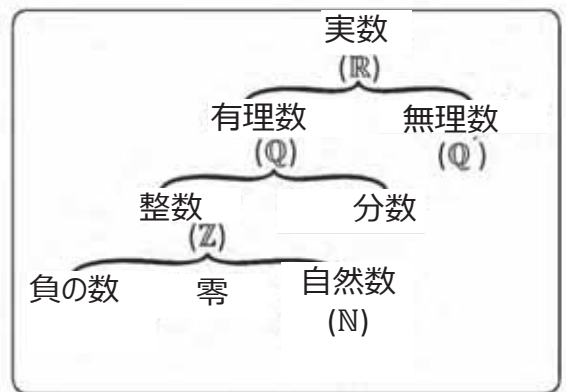 実数
(ℝ)
有理数 無理数
(ℚ) (ℚ´)
整数 分数
(ℤ)
負の数 零 自然数
(ℕ)